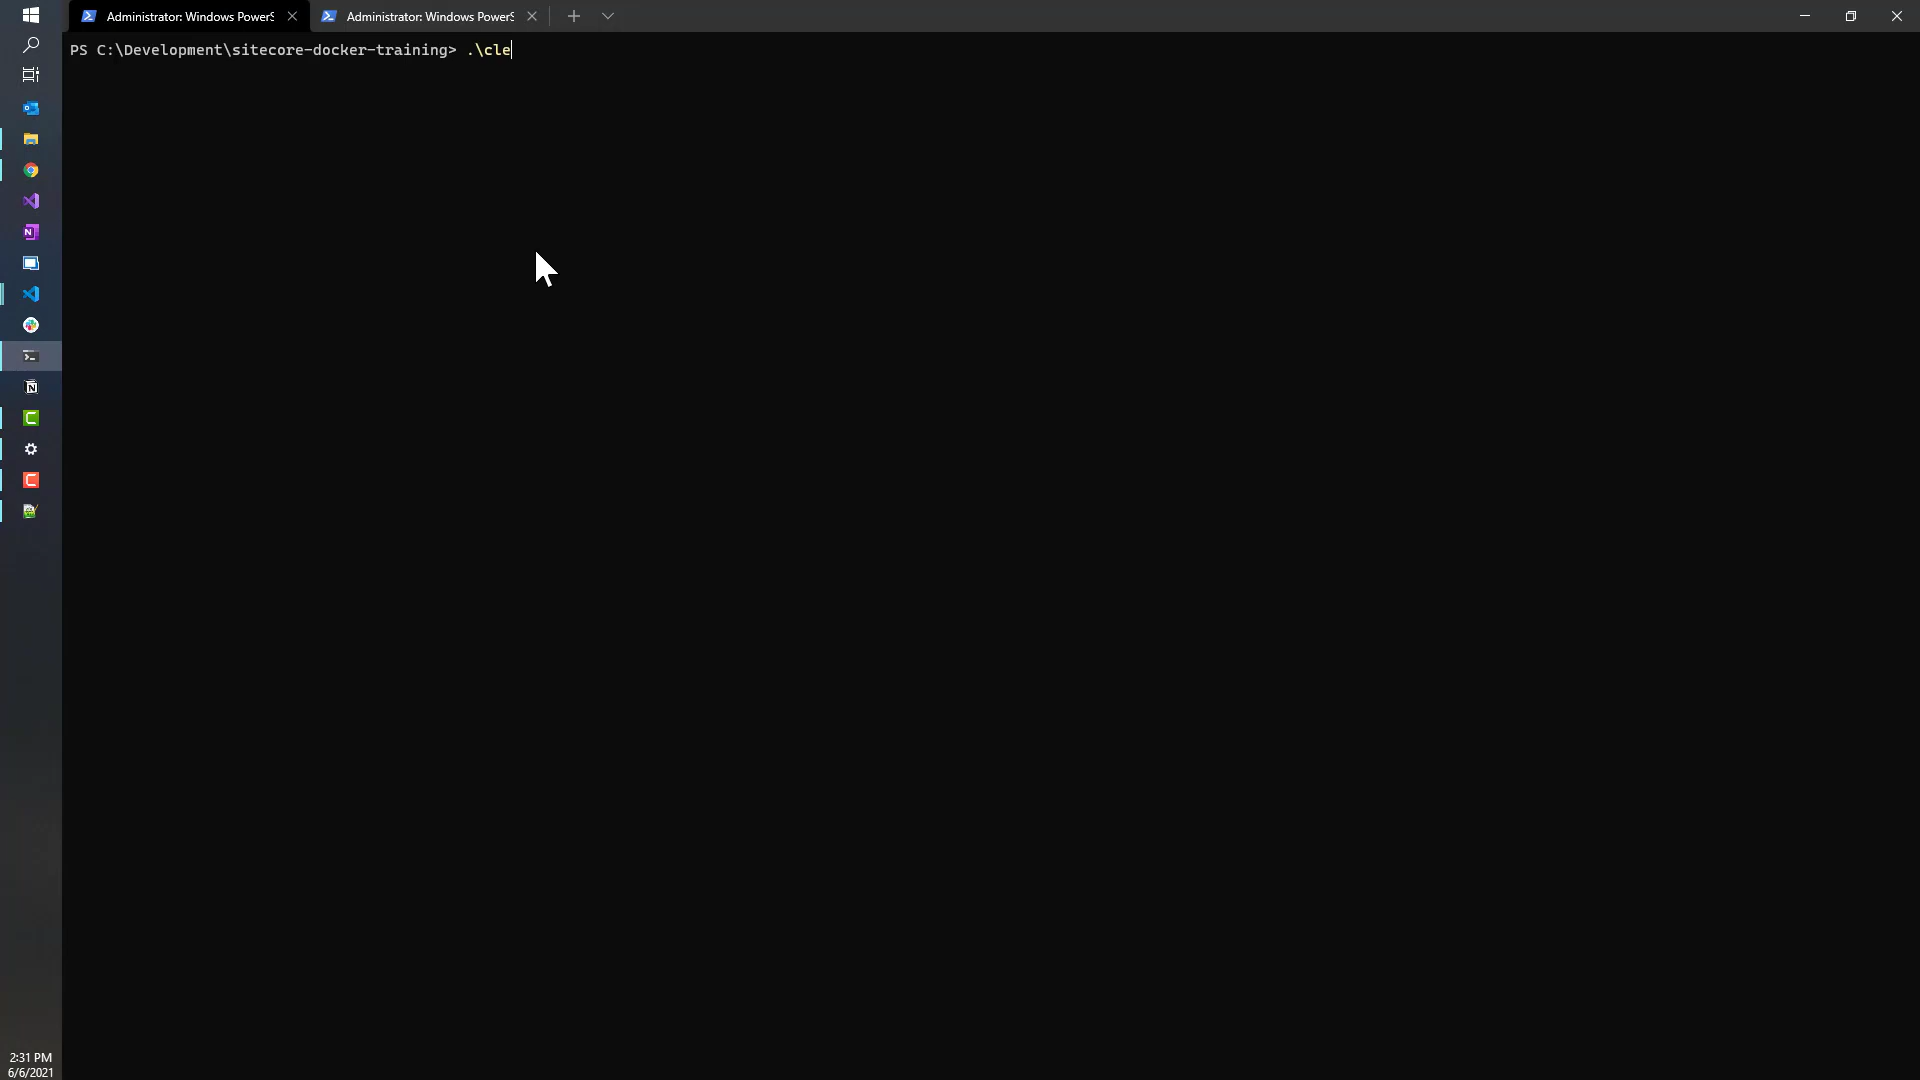 Administrator: Windows PowerS
Administrator: Windows PowerS
PS C:\Development\sitecore-docker-training> .\cle
2:31 PM
6/6/2021